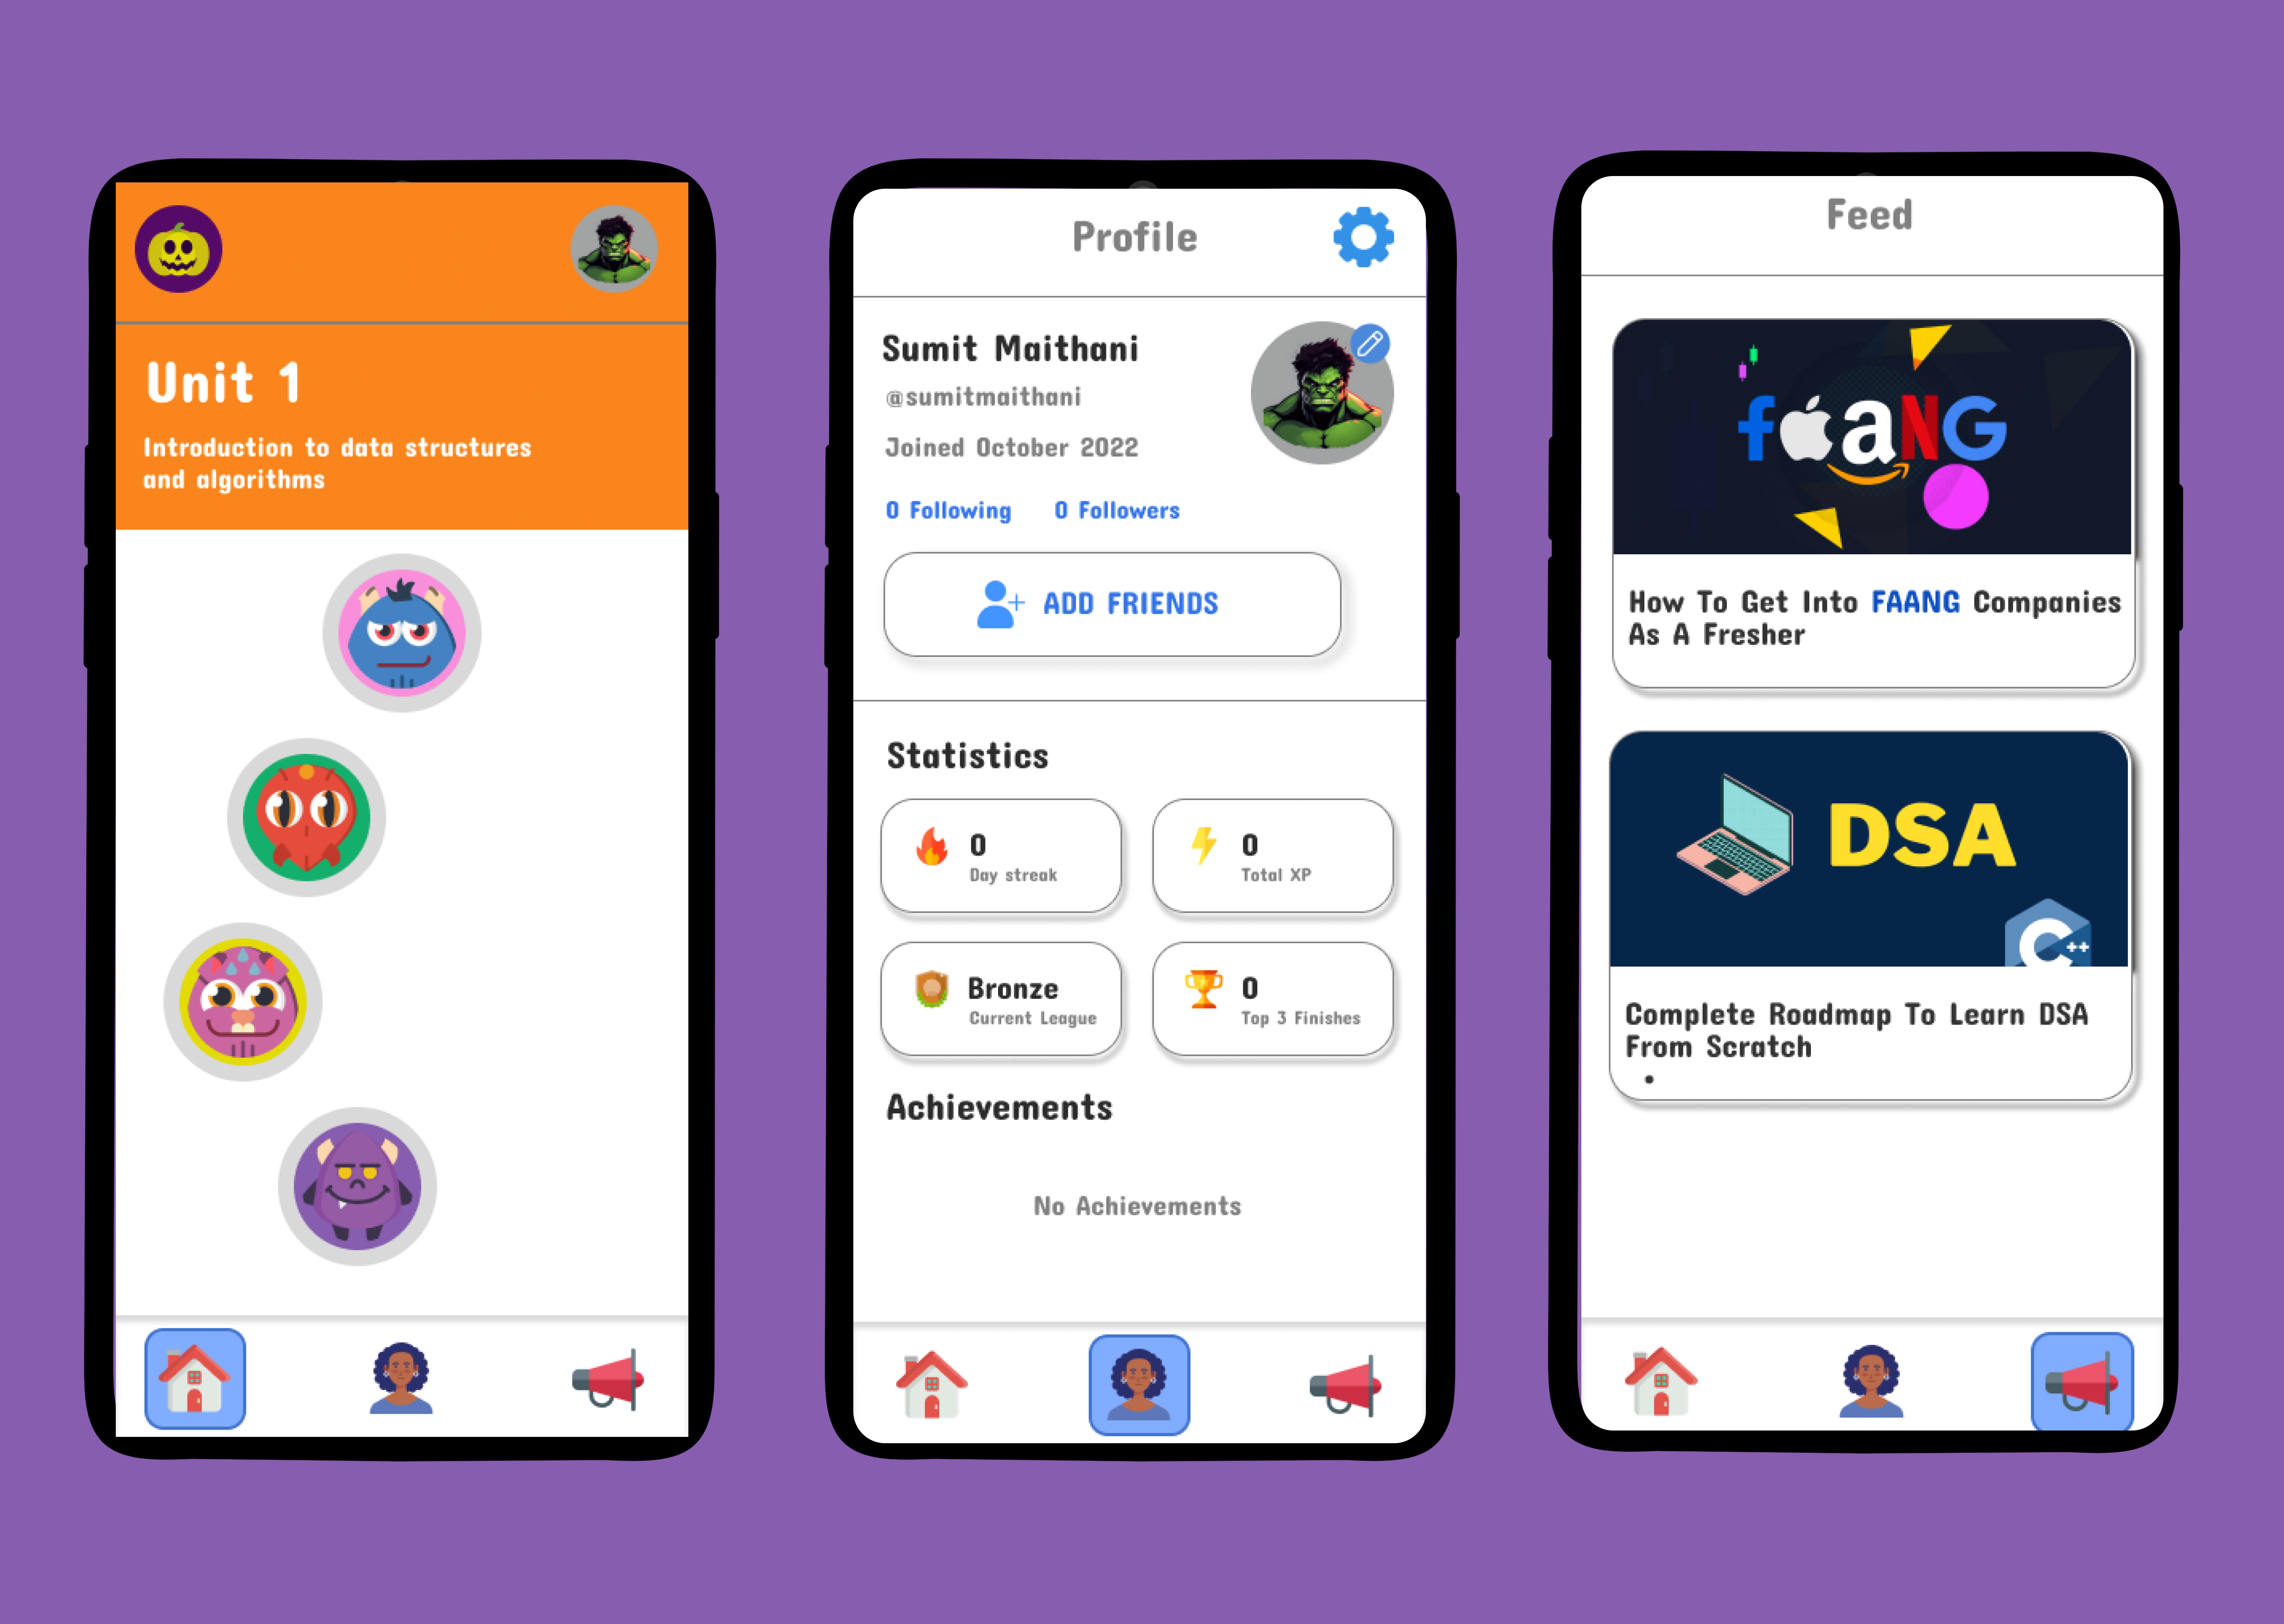 Unit 1
Introduction to data structures
and algorithms
Profile
Sumit Maithani
@sumitmaithani
Joined October 2022
0 Following 0 Followers
ADD FRIENDS
Statistics
0
Day streak
0
Total XP
Bronze
Current League
0
Top 3 Finishes
Achievements
No Achievements
Feed
faaNG
How To Get Into FAANG Companies
As A Fresher
DSA
C++
Complete Roadmap To Learn DSA
From Scratch